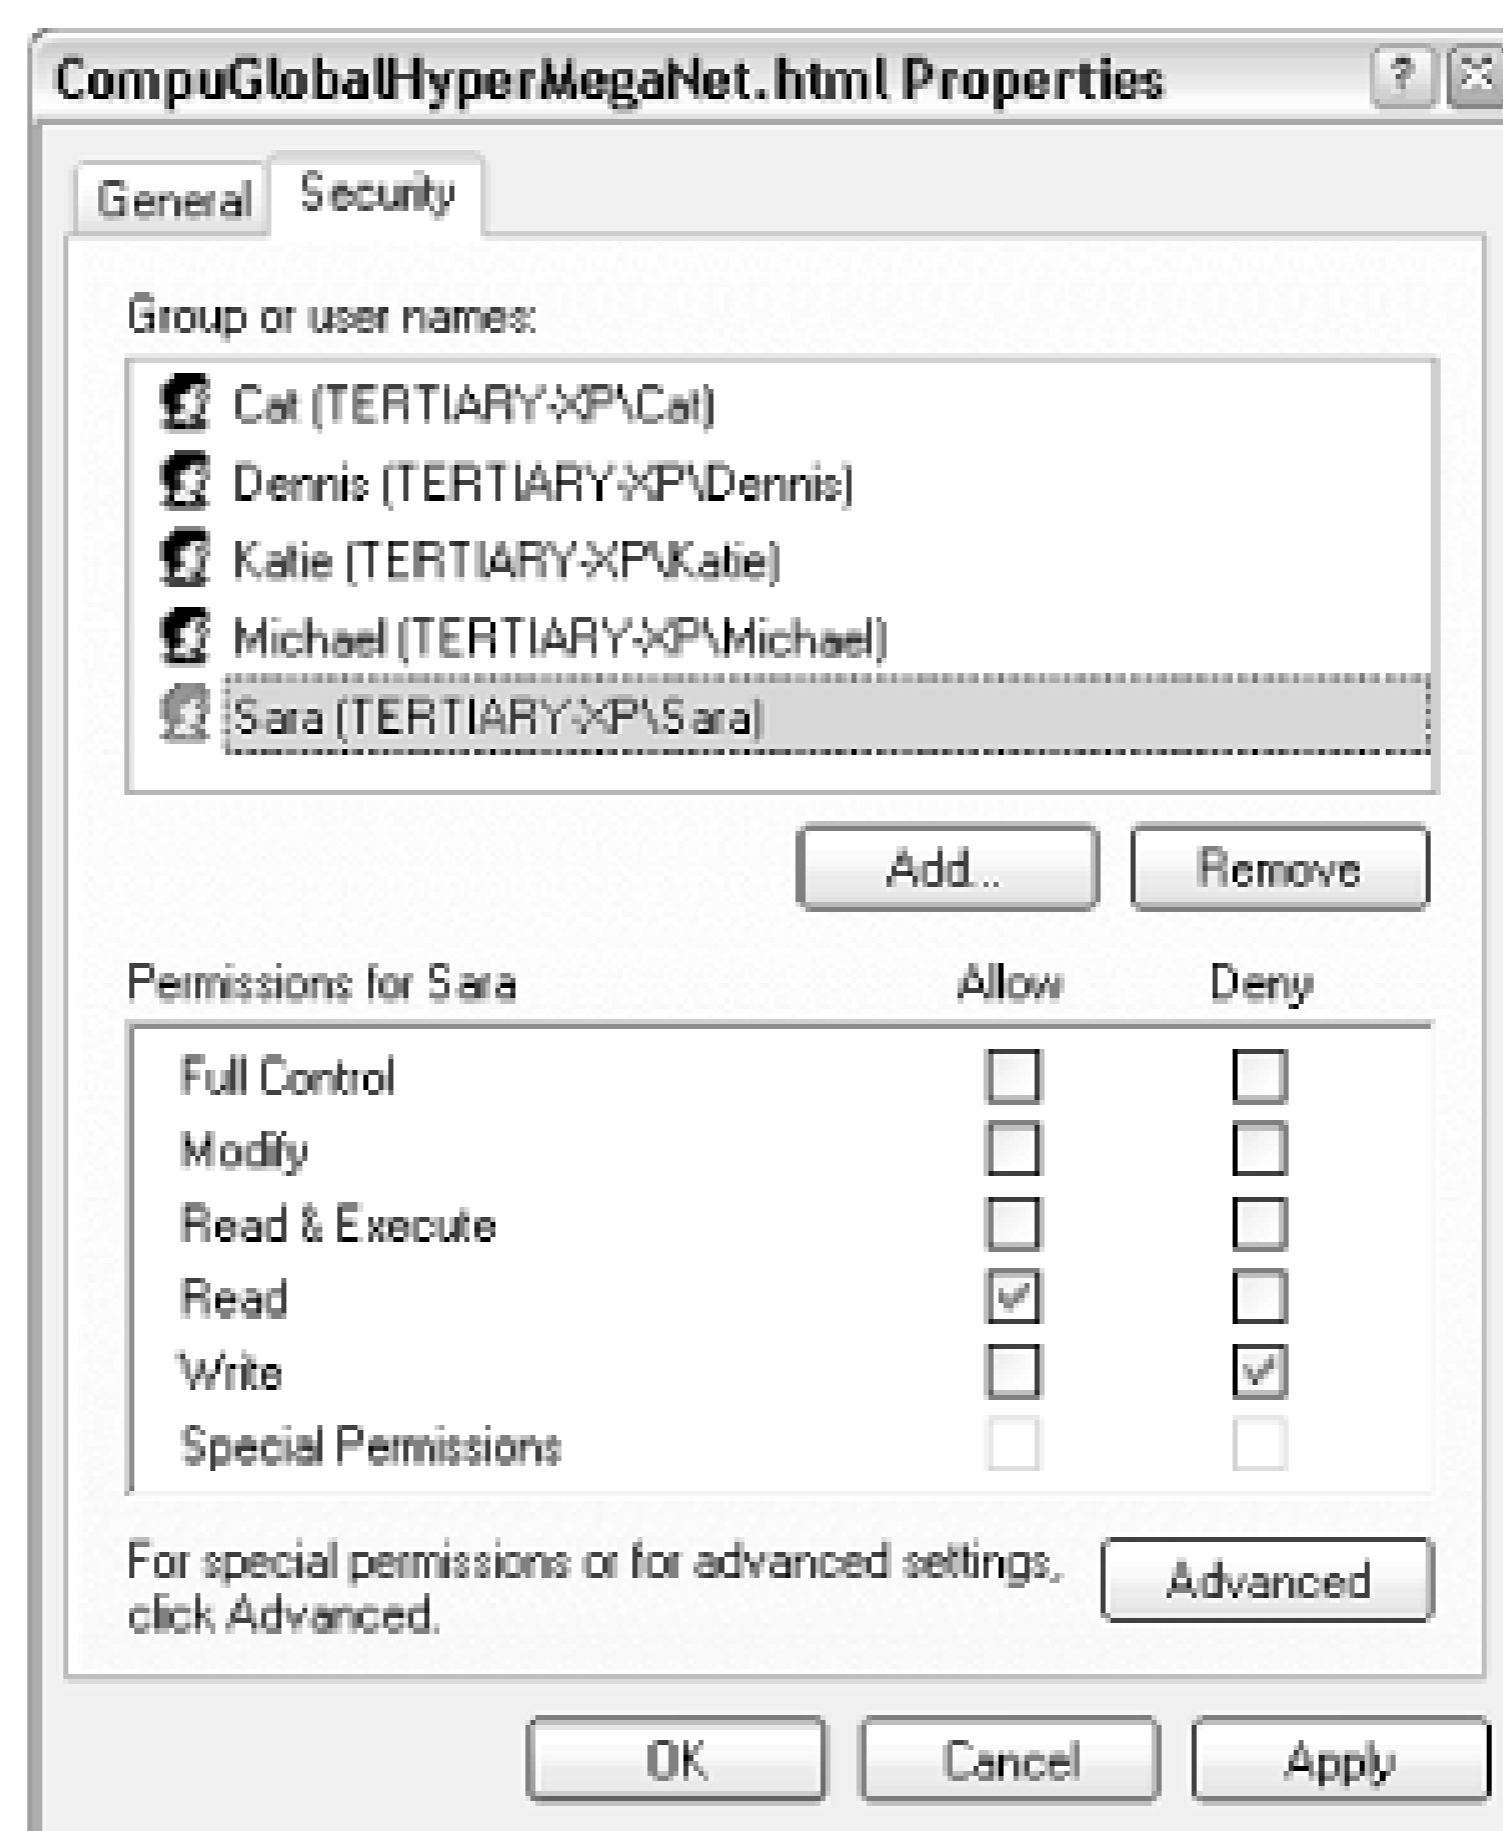 CompuGlobalHyperMegaNet.html Properties
General Security
Group or user names:
Cat (TERTIARY-XP\Cat)
Dennis (TERTIARY-XP\Dennis)
Katie (TERTIARY-XP\Katie)
Michael (TERTIARY-XP\Michael)
Sara (TERTIARY-XP\Sara)
Add... Remove
Permissions for Sara Allow Deny
Full Control
Modify
Read & Execute
Read
Write
Special Permissions
For special permissions or for advanced settings,
click Advanced.
Advanced
OK Cancel Apply